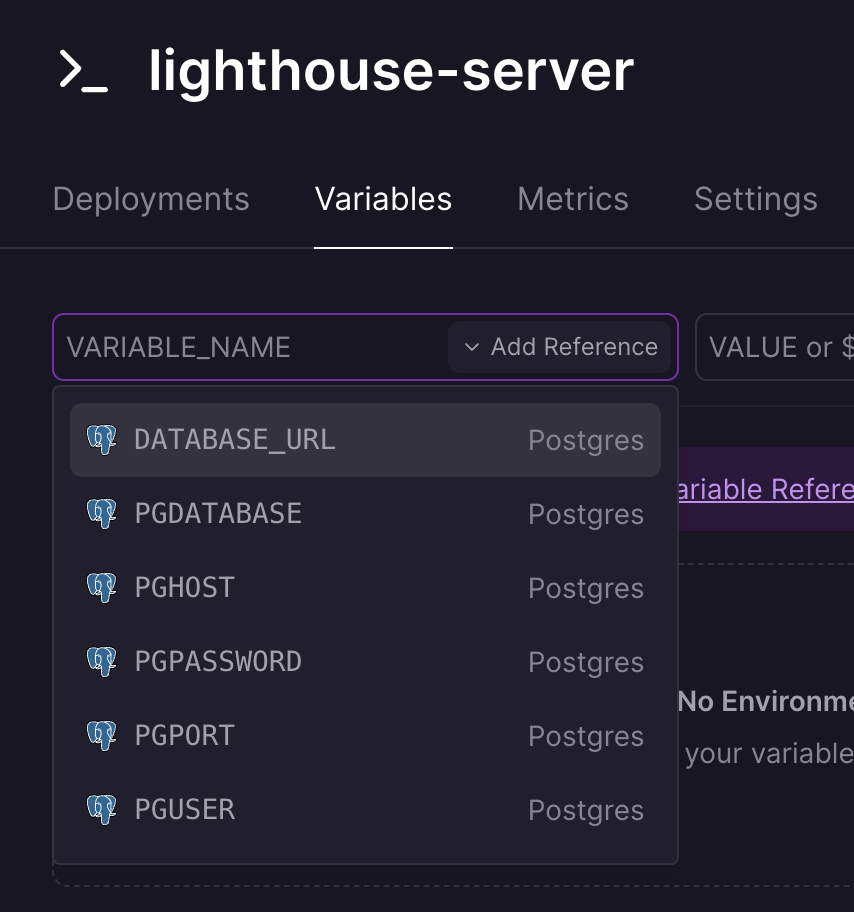 lighthouse-server
Deployments Variables Metrics Settings
VARIABLE_NAME Add Reference VALUE or $
DATABASE_URL Postgres
ariable Refere
PGDATABASE Postgres
PGHOST Postgres
PGPASSWORD Postgres
No Environme
PGPORT Postgres
your variable
PGUSER Postgres